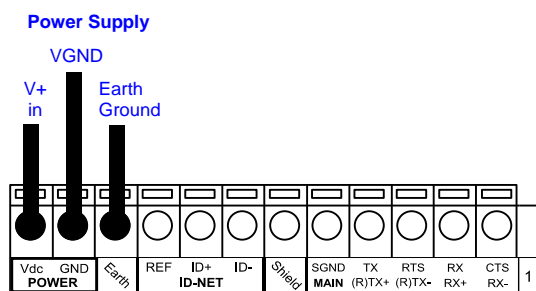 Power Supply
VGND
V+ in
Earth Ground
Vdc GND Earth REF ID+ ID- Shield SGND TX RTS RX CTS
POWER ID-NET MAIN (R)TX+ (R)TX- RX+ RX- 1